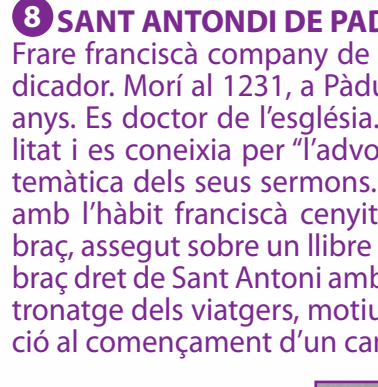 8 SANT ANTONDI DE PAD
Frare franciscà company de
dicador. Morí al 1231, a Pàdu
anys. Es doctor de l’església.
litat i es coneixia per “l’advo
temàtica dels seus sermons.
amb l’hàbit franciscà cenyit
braç, assegut sobre un llibre
braç dret de Sant Antoni amb
tronatge dels viatgers, motiu
ció al començament d’un car